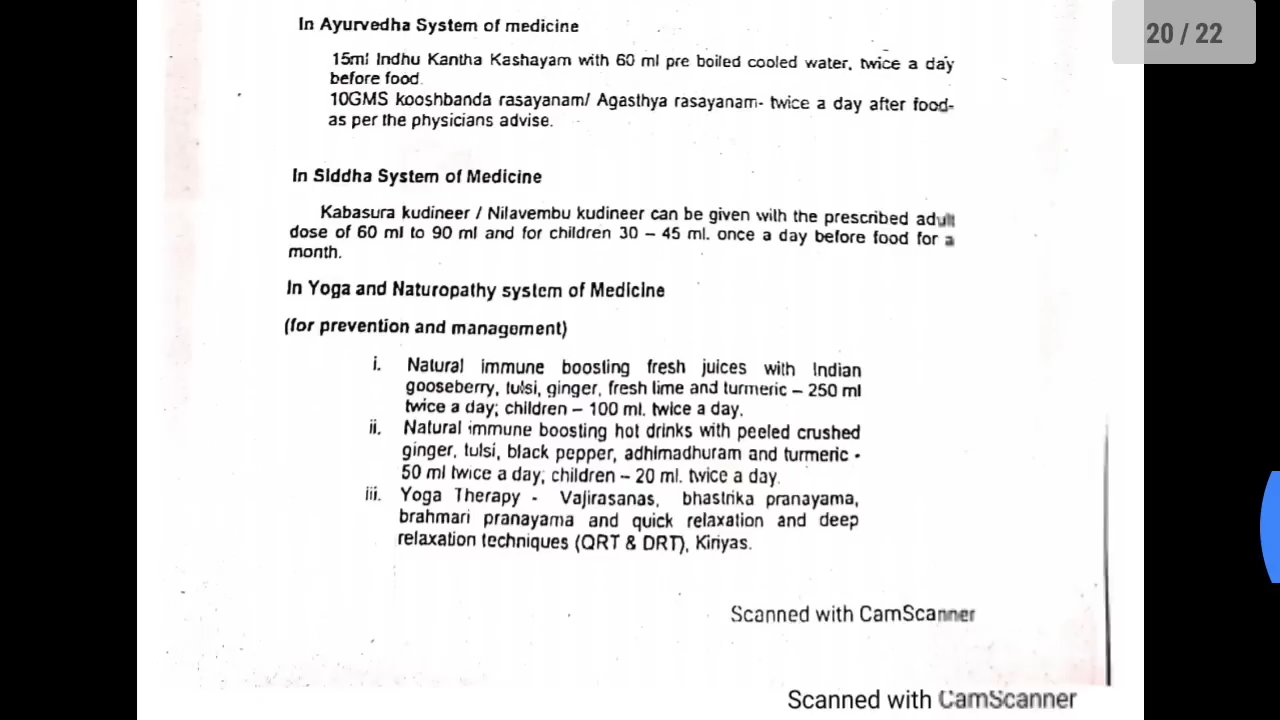 20 / 22
In Ayurvedha System of medicine
15ml Indhu Kantha Kashayam with 60 ml pre boiled cooled water, twice a day
before food.
10GMS kooshbanda rasayanam/ Agasthya rasayanam- twice a day after food-
as per the physicians advise.
In Siddha System of Medicine
Kabasura kudineer / Nilavembu kudineer can be given with the prescribed adult
dose of 60 ml to 90 ml and for children 30 – 45 ml. once a day before food for a
month.
In Yoga and Naturopathy system of Medicine
(for prevention and management)
i. Natural immune boosting fresh juices with Indian
gooseberry, tulsi, ginger, fresh lime and turmeric – 250 ml
twice a day; children – 100 ml. twice a day.
ii. Natural immune boosting hot drinks with peeled crushed
ginger, tulsi, black pepper, adhimadhuram and turmeric -
50 ml twice a day; children – 20 ml. twice a day.
iii. Yoga Therapy - Vajirasanas, bhastrika pranayama,
brahmari pranayama and quick relaxation and deep
relaxation techniques (QRT & DRT), Kiriyas.
Scanned with CamScanner
Scanned with CamScanner